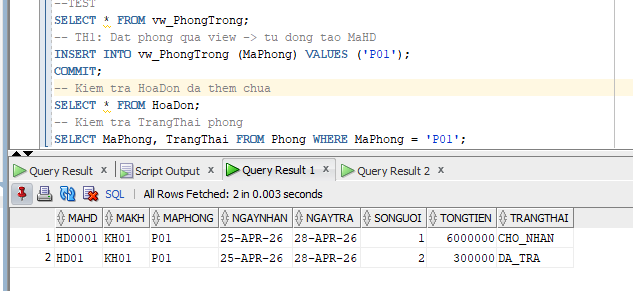 --TEST
SELECT * FROM vw_PhongTrong;
-- TH1: Dat phong qua view -> tu dong tao MaHD
INSERT INTO vw_PhongTrong (MaPhong) VALUES ('P01');
COMMIT;
-- Kiem tra HoaDon da them chua
SELECT * FROM HoaDon;
-- Kiem tra TrangThai phong
SELECT MaPhong, TrangThai FROM Phong WHERE MaPhong = 'P01';
Query Result x Script Output x Query Result 1 x Query Result 2 x
SQL | All Rows Fetched: 2 in 0.003 seconds
MAHD MAKH MAPHONG NGAYNHAN NGAYTRA SONGUOI TONGTIEN TRANGTHAI
1 HD0001 KH01 P01 25-APR-26 28-APR-26 1 6000000 CHO_NHAN
2 HD01 KH01 P01 25-APR-26 28-APR-26 2 300000 DA_TRA